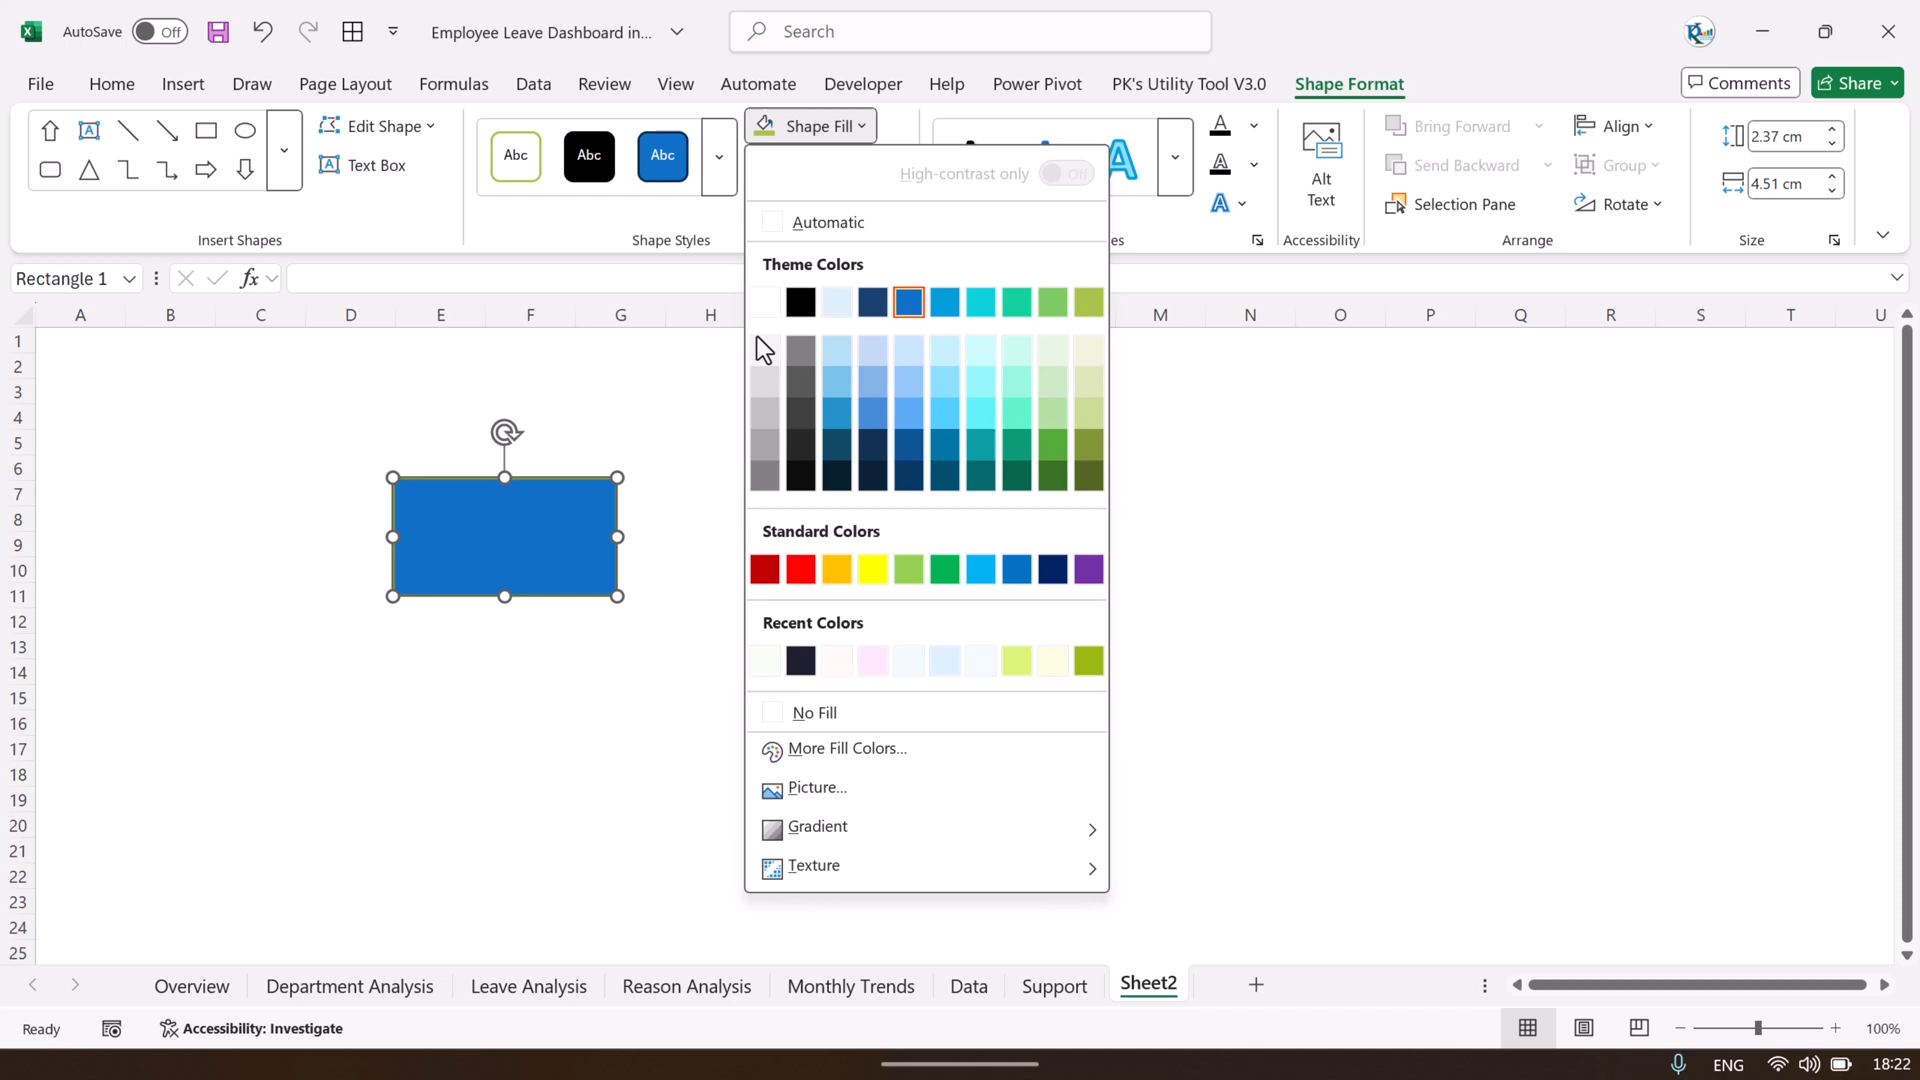 AutoSave Off Employee Leave Dashboard in... Search
File Home Insert Draw Page Layout Formulas Data Review View Automate Developer Help Power Pivot PK's Utility Tool V3.0 Shape Format Comments Share
Edit Shape
Text Box
Insert Shapes
Abc Abc Abc
Shape Styles
Shape Fill
A
A
A
A
es
Alt
Text
Accessibility
Bring Forward
Send Backward
Selection Pane
Align
Group
Rotate
Arrange
2.37 cm
4.51 cm
Size
High-contrast only Off
Automatic
Theme Colors
Standard Colors
Recent Colors
No Fill
More Fill Colors...
Picture...
Gradient
Texture
Rectangle 1 fx
A B C D E F G H M N O P Q R S T U
1
2
3
4
5
6
7
8
9
10
11
12
13
14
15
16
17
18
19
20
21
22
23
24
25
Overview Department Analysis Leave Analysis Reason Analysis Monthly Trends Data Support Sheet2
Ready Accessibility: Investigate 100%
ENG 18:22